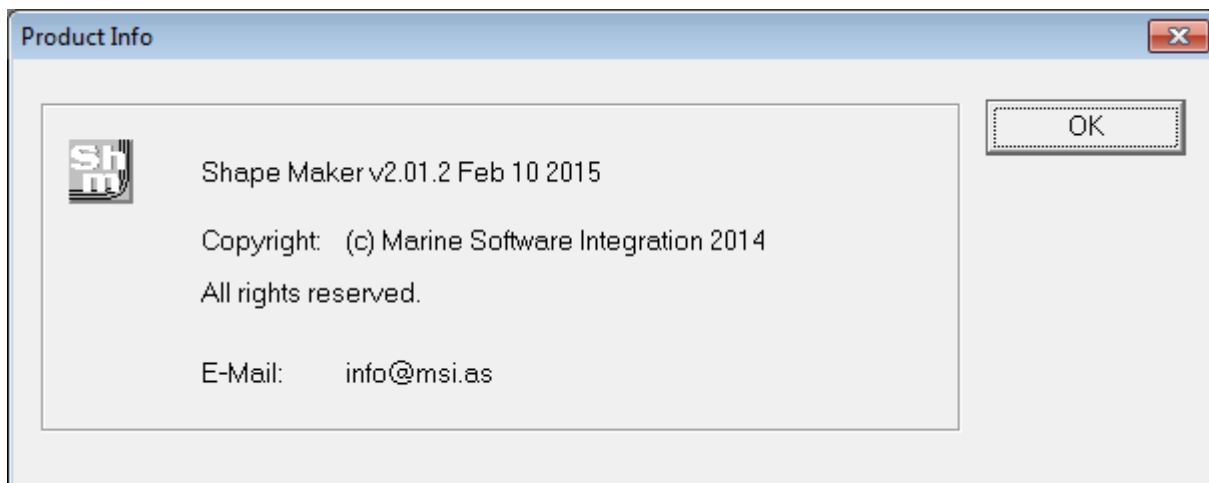 Product Info
OK
Sh
m
Shape Maker v2.01.2 Feb 10 2015
Copyright: (c) Marine Software Integration 2014
All rights reserved.
E-Mail: info@msi.as